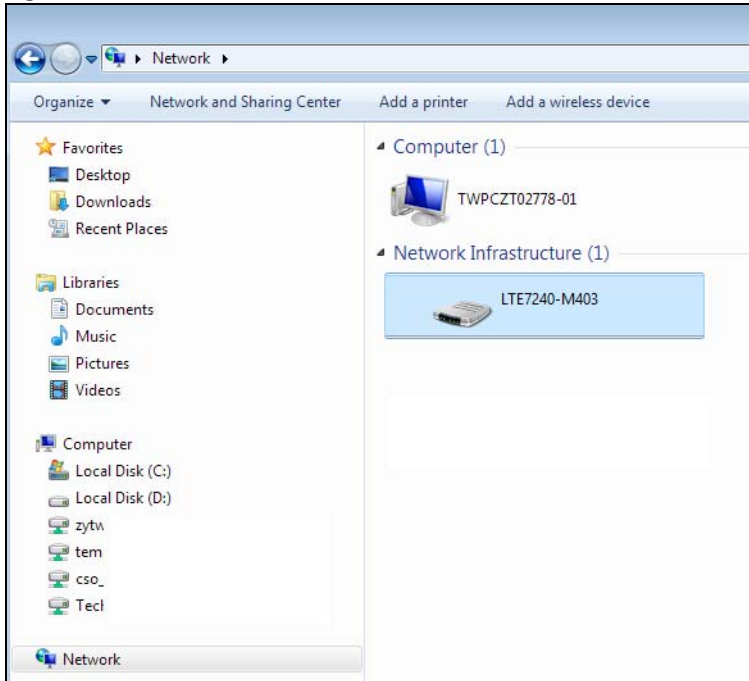 Network
Organize Network and Sharing Center Add a printer Add a wireless device
Favorites
Desktop
Downloads
Recent Places
Libraries
Documents
Music
Pictures
Videos
Computer
Local Disk (C:)
Local Disk (D:)
tem
cso_
Network
Computer (1)
TWPCZT02778-01
Network Infrastructure (1)
LTE7240-M403